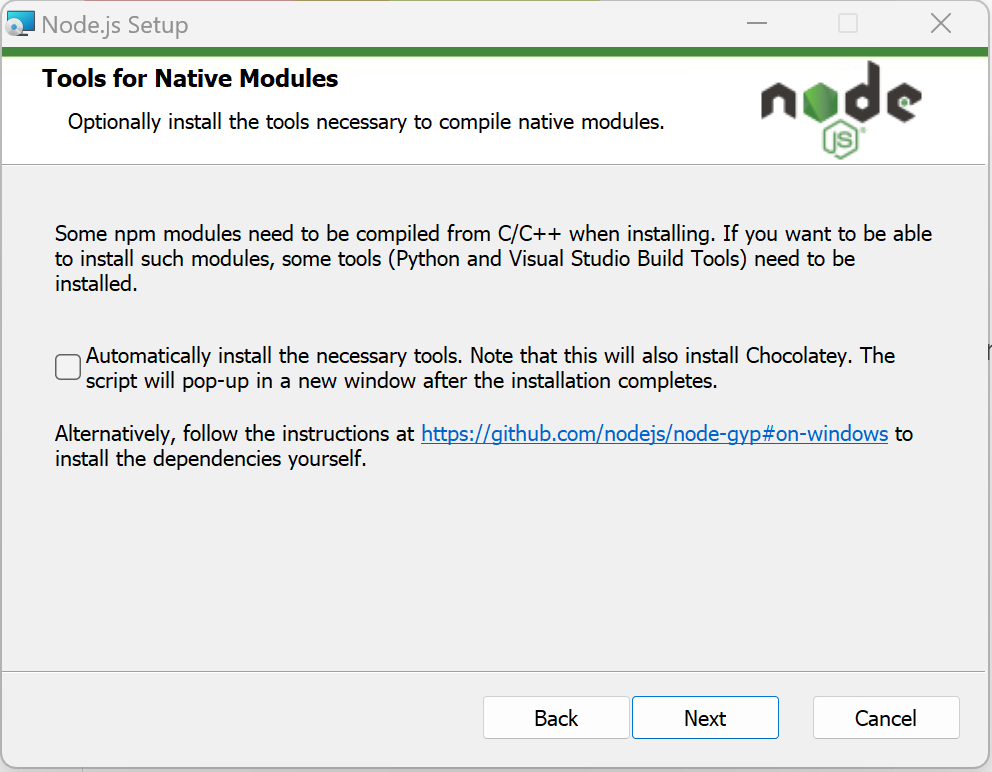 Node.js Setup
Tools for Native Modules
Optionally install the tools necessary to compile native modules.
node
JS
Some npm modules need to be compiled from C/C++ when installing. If you want to be able
to install such modules, some tools (Python and Visual Studio Build Tools) need to be
installed.
Automatically install the necessary tools. Note that this will also install Chocolatey. The
script will pop-up in a new window after the installation completes.
Alternatively, follow the instructions at https://github.com/nodejs/node-gyp#on-windows to
install the dependencies yourself.
Back
Next
Cancel